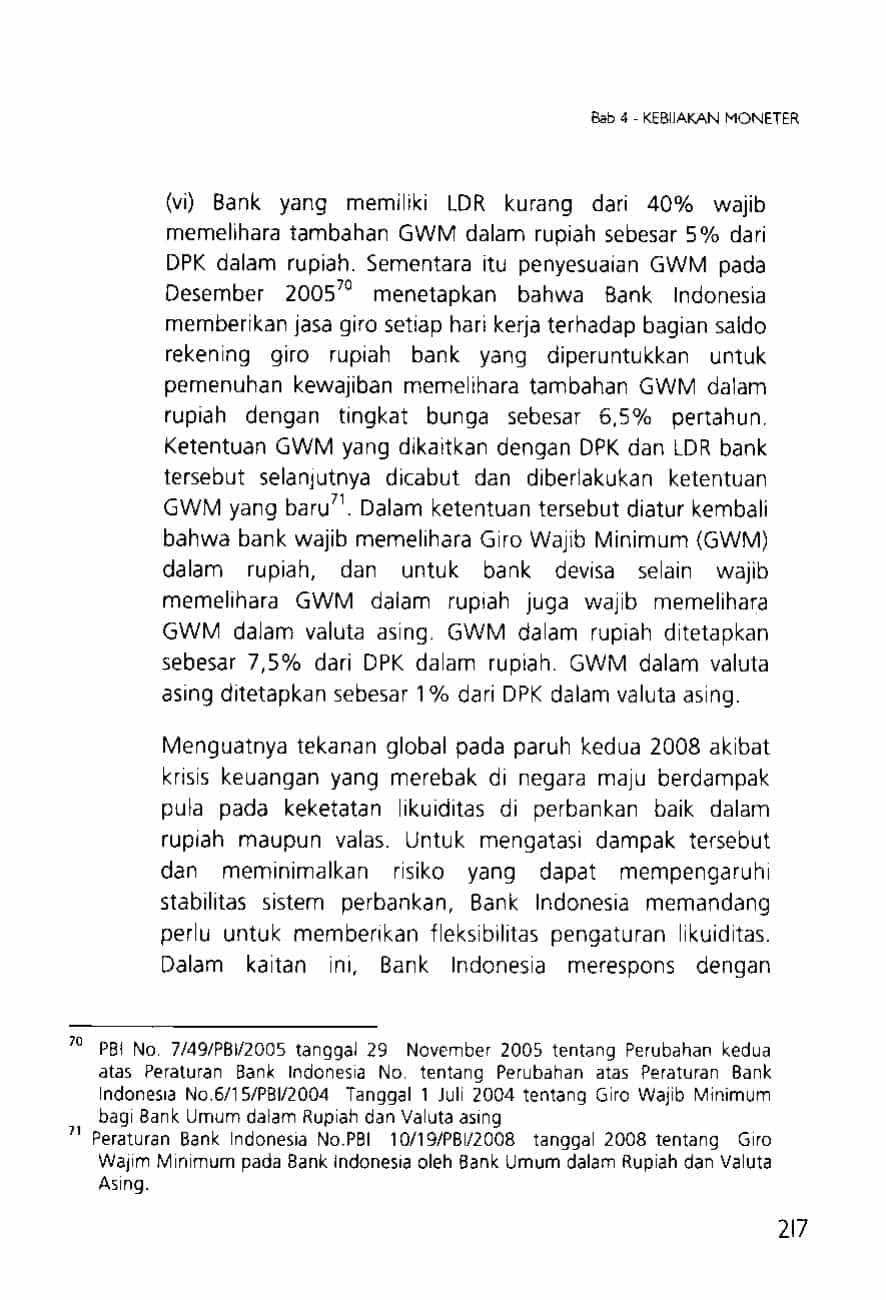 Bab 4 - KEBIJAKAN MONETER
(vi) Bank yang memiliki LDR kurang dari 40% wajib
memelihara tambahan GWM dalam rupiah sebesar 5% dari
DPK dalam rupiah. Sementara itu penyesuaian GWM pada
Desember 2005⁷⁰ menetapkan bahwa Bank Indonesia
memberikan jasa giro setiap hari kerja terhadap bagian saldo
rekening giro rupiah bank yang diperuntukkan untuk
pemenuhan kewajiban memelihara tambahan GWM dalam
rupiah dengan tingkat bunga sebesar 6,5% pertahun.
Ketentuan GWM yang dikaitkan dengan DPK dan LDR bank
tersebut selanjutnya dicabut dan diberlakukan ketentuan
GWM yang baru⁷¹. Dalam ketentuan tersebut diatur kembali
bahwa bank wajib memelihara Giro Wajib Minimum (GWM)
dalam rupiah, dan untuk bank devisa selain wajib
memelihara GWM dalam rupiah juga wajib memelihara
GWM dalam valuta asing. GWM dalam rupiah ditetapkan
sebesar 7,5% dari DPK dalam rupiah. GWM dalam valuta
asing ditetapkan sebesar 1% dari DPK dalam valuta asing.
Menguatnya tekanan global pada paruh kedua 2008 akibat
krisis keuangan yang merebak di negara maju berdampak
pula pada keketatan likuiditas di perbankan baik dalam
rupiah maupun valas. Untuk mengatasi dampak tersebut
dan meminimalkan risiko yang dapat mempengaruhi
stabilitas sistem perbankan, Bank Indonesia memandang
perlu untuk memberikan fleksibilitas pengaturan likuiditas.
Dalam kaitan ini, Bank Indonesia merespons dengan
⁷⁰ PBI No. 7/49/PBI/2005 tanggal 29 November 2005 tentang Perubahan kedua
atas Peraturan Bank Indonesia No. tentang Perubahan atas Peraturan Bank
Indonesia No.6/15/PBI/2004 Tanggal 1 Juli 2004 tentang Giro Wajib Minimum
bagi Bank Umum dalam Rupiah dan Valuta asing
⁷¹ Peraturan Bank Indonesia No.PBI 10/19/PBI/2008 tanggal 2008 tentang Giro
Wajim Minimum pada Bank Indonesia oleh Bank Umum dalam Rupiah dan Valuta
Asing.
217